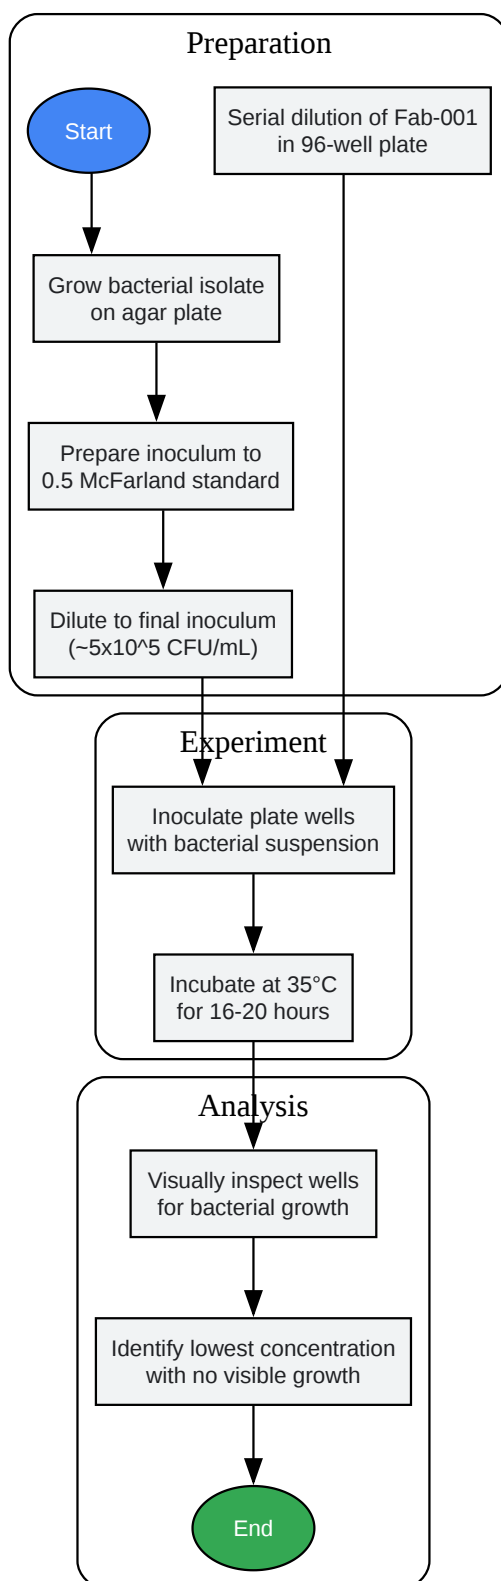 Preparation
Start
Serial dilution of Fab-001
in 96-well plate
Grow bacterial isolate
on agar plate
Prepare inoculum to
0.5 McFarland standard
Dilute to final inoculum
(~5x10^5 CFU/mL)
Experiment
Inoculate plate wells
with bacterial suspension
Incubate at 35°C
for 16-20 hours
Analysis
Visually inspect wells
for bacterial growth
Identify lowest concentration
with no visible growth
End